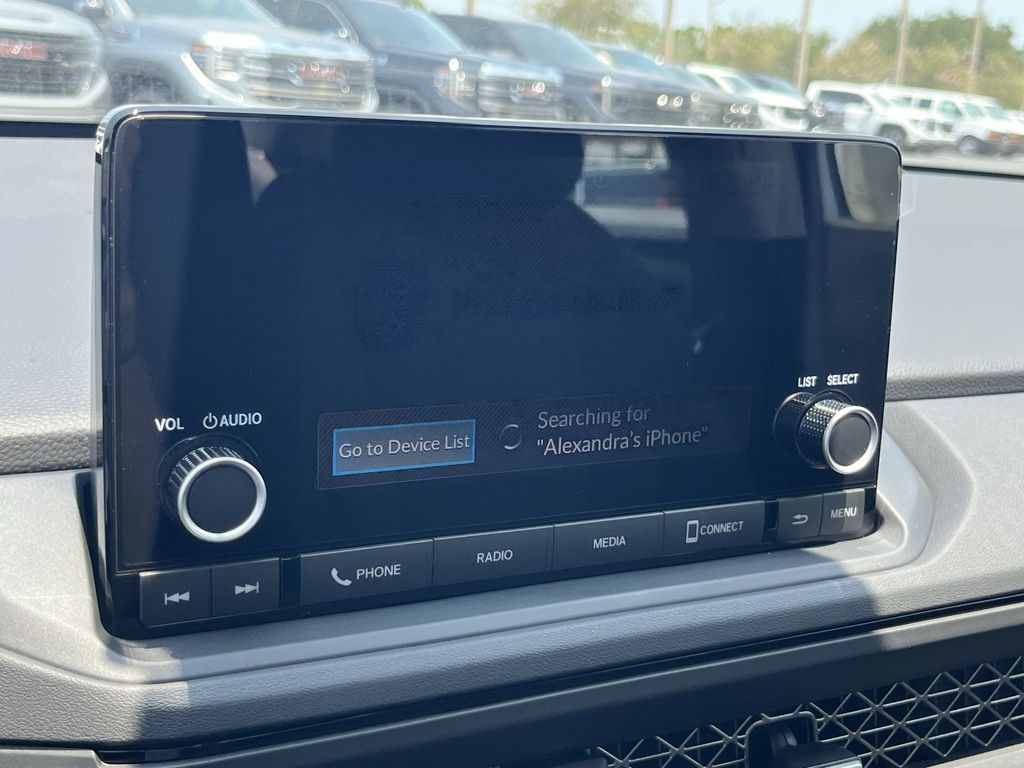 VOL AUDIO
LIST SELECT
Go to Device List
Searching for
"Alexandra's iPhone"
PHONE
RADIO
MEDIA
CONNECT
MENU